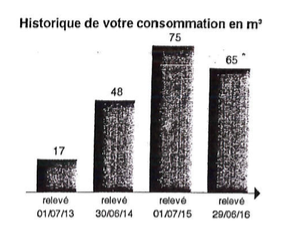 Historique de votre consommation en m³
75
65 *
48
17
relevé relevé relevé relevé
01/07/13 30/06/14 01/07/15 29/06/16